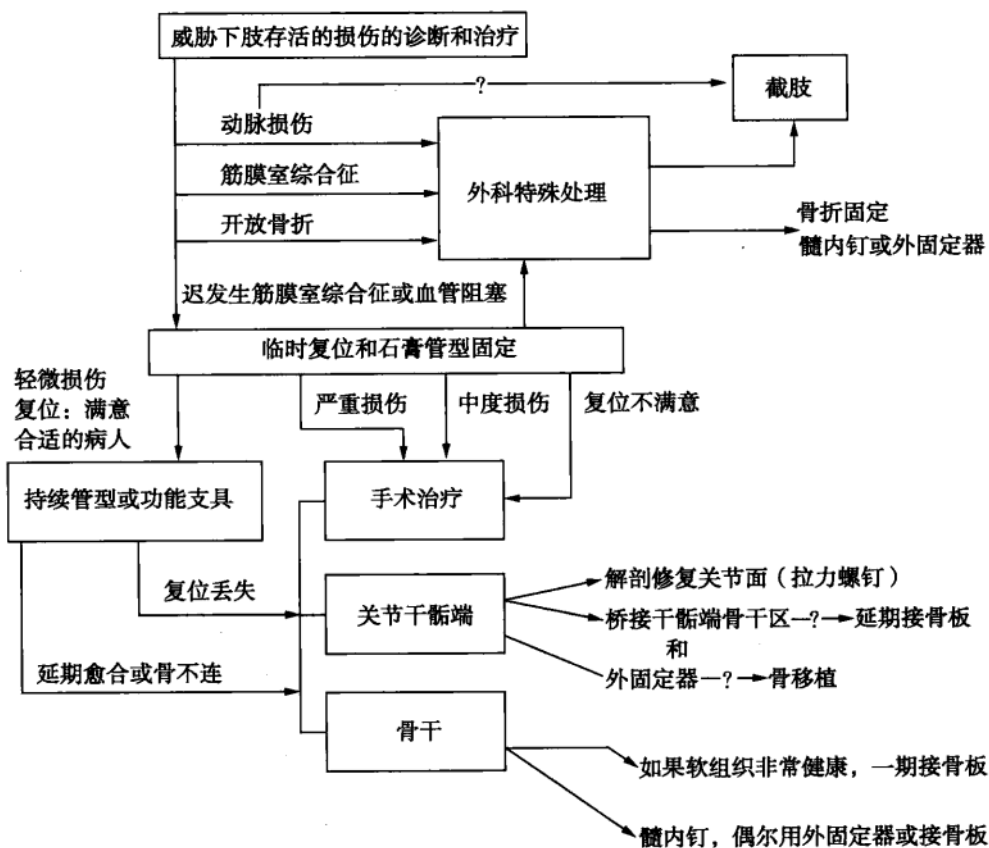 威胁下肢存活的损伤的诊断和治疗
?
截肢
动脉损伤
筋膜室综合征
外科特殊处理
开放骨折
骨折固定
髓内钉或外固定器
迟发生筋膜室综合征或血管阻塞
临时复位和石膏管型固定
轻微损伤
复位：满意
合适的病人
严重损伤
中度损伤
复位不满意
持续管型或功能支具
手术治疗
复位丢失
关节干骺端
解剖修复关节面（拉力螺钉）
桥接干骺端骨干区—?→延期接骨板
和
外固定器—?→骨移植
延期愈合或骨不连
骨干
如果软组织非常健康，一期接骨板
髓内钉，偶尔用外固定器或接骨板